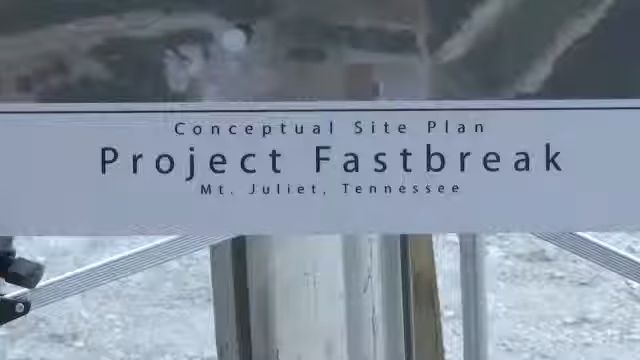 Conceptual Site Plan
Project Fastbreak
Mt. Juliet, Tennessee